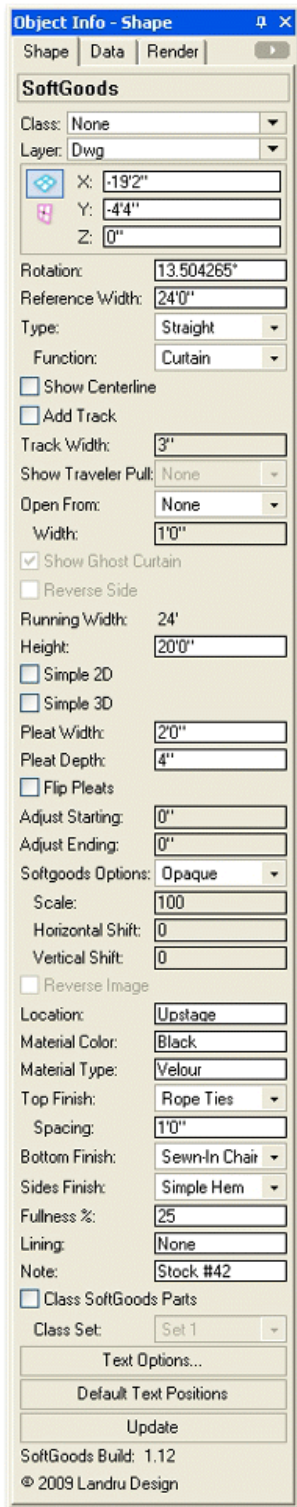 Object Info - Shape
Shape Data Render
SoftGoods
Class: None
Layer: Dwg
X: -19'2"
Y: -4'4"
Z: 0"
Rotation: 13.504265°
Reference Width: 24'0"
Type: Straight
Function: Curtain
Show Centerline
Add Track
Track Width: 3"
Show Traveler Pull: None
Open From: None
Width: 1'0"
Show Ghost Curtain
Reverse Side
Running Width: 24'
Height: 20'0"
Simple 2D
Simple 3D
Pleat Width: 2'0"
Pleat Depth: 4"
Flip Pleats
Adjust Starting: 0"
Adjust Ending: 0"
Softgoods Options: Opaque
Scale: 100
Horizontal Shift: 0
Vertical Shift: 0
Reverse Image
Location: Upstage
Material Color: Black
Material Type: Velour
Top Finish: Rope Ties
Spacing: 1'0"
Bottom Finish: Sewn-In Chair
Sides Finish: Simple Hem
Fullness %: 25
Lining: None
Note: Stock #42
Class SoftGoods Parts
Class Set: Set 1
Text Options...
Default Text Positions
Update
SoftGoods Build: 1.12
© 2009 Landru Design